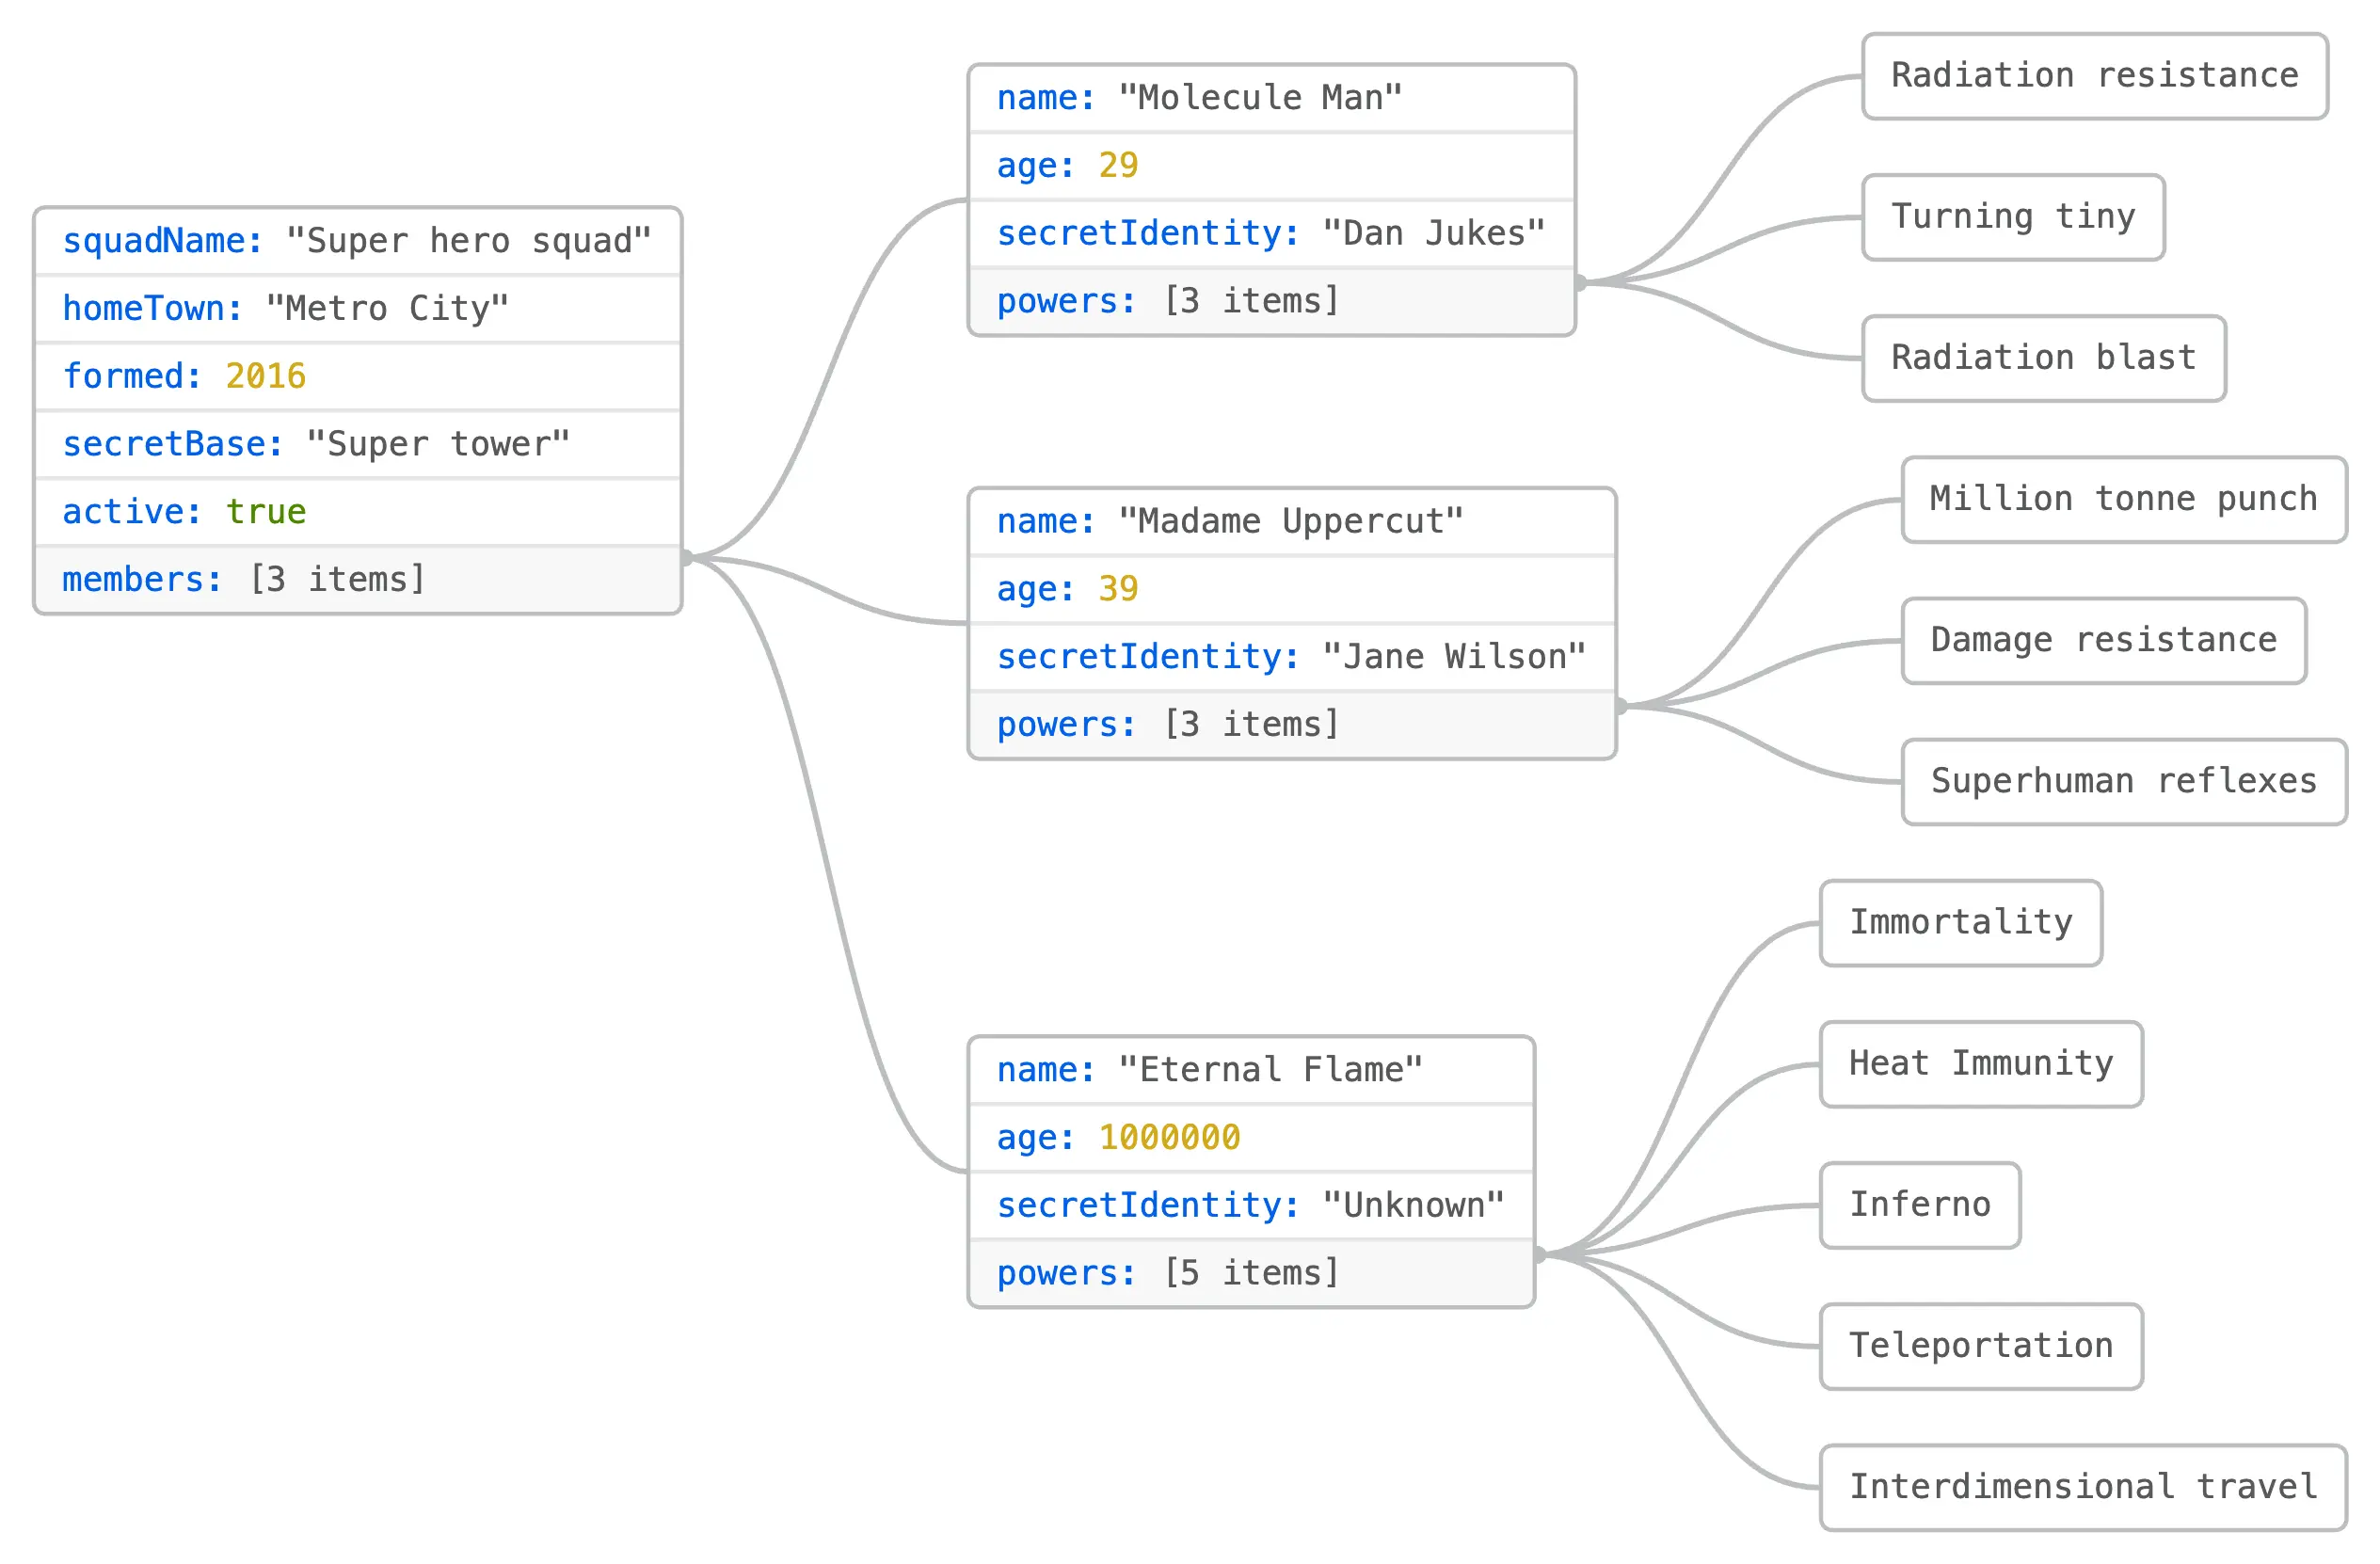 squadName: "Super hero squad"
homeTown: "Metro City"
formed: 2016
secretBase: "Super tower"
active: true
members: [3 items]
name: "Molecule Man"
age: 29
secretIdentity: "Dan Jukes"
powers: [3 items]
Radiation resistance
Turning tiny
Radiation blast
name: "Madame Uppercut"
age: 39
secretIdentity: "Jane Wilson"
powers: [3 items]
Million tonne punch
Damage resistance
Superhuman reflexes
name: "Eternal Flame"
age: 1000000
secretIdentity: "Unknown"
powers: [5 items]
Immortality
Heat Immunity
Inferno
Teleportation
Interdimensional travel